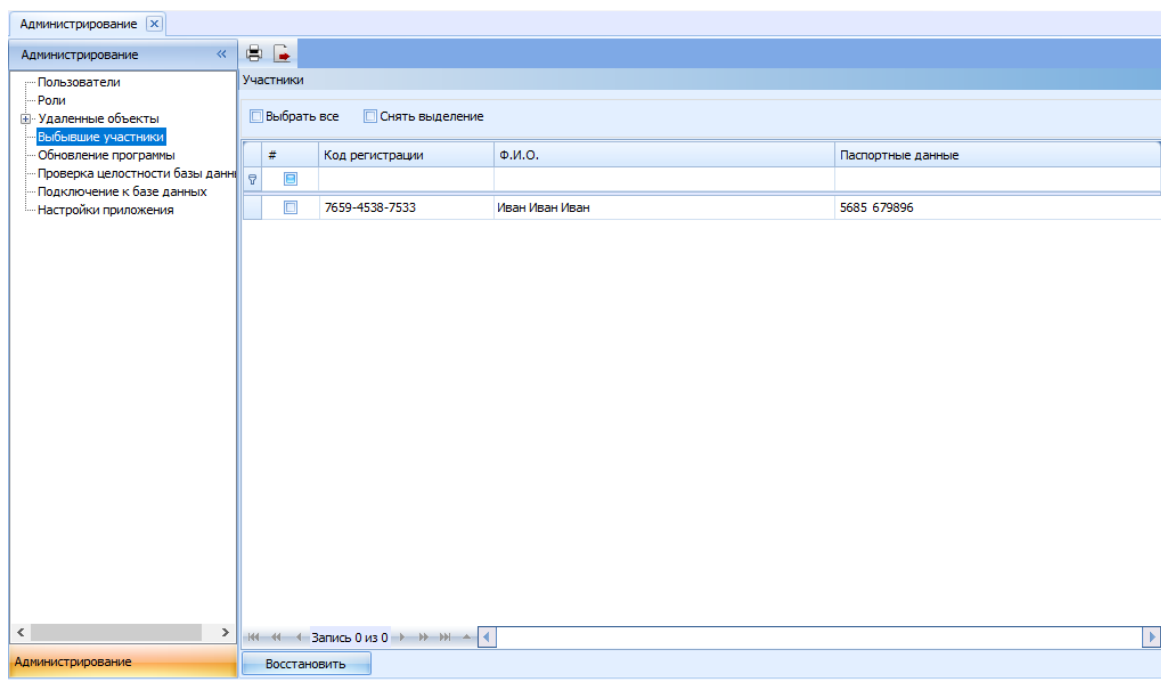 Администрирование
Администрирование «
Пользователи
Роли
Удаленные объекты
Выбывшие участники
Обновление программы
Проверка целостности базы данн
Подключение к базе данных
Настройки приложения
Администрирование
Участники
Выбрать все Снять выделение
# Код регистрации Ф.И.О. Паспортные данные
7659-4538-7533 Иван Иван Иван 5685 679896
Запись 0 из 0
Восстановить